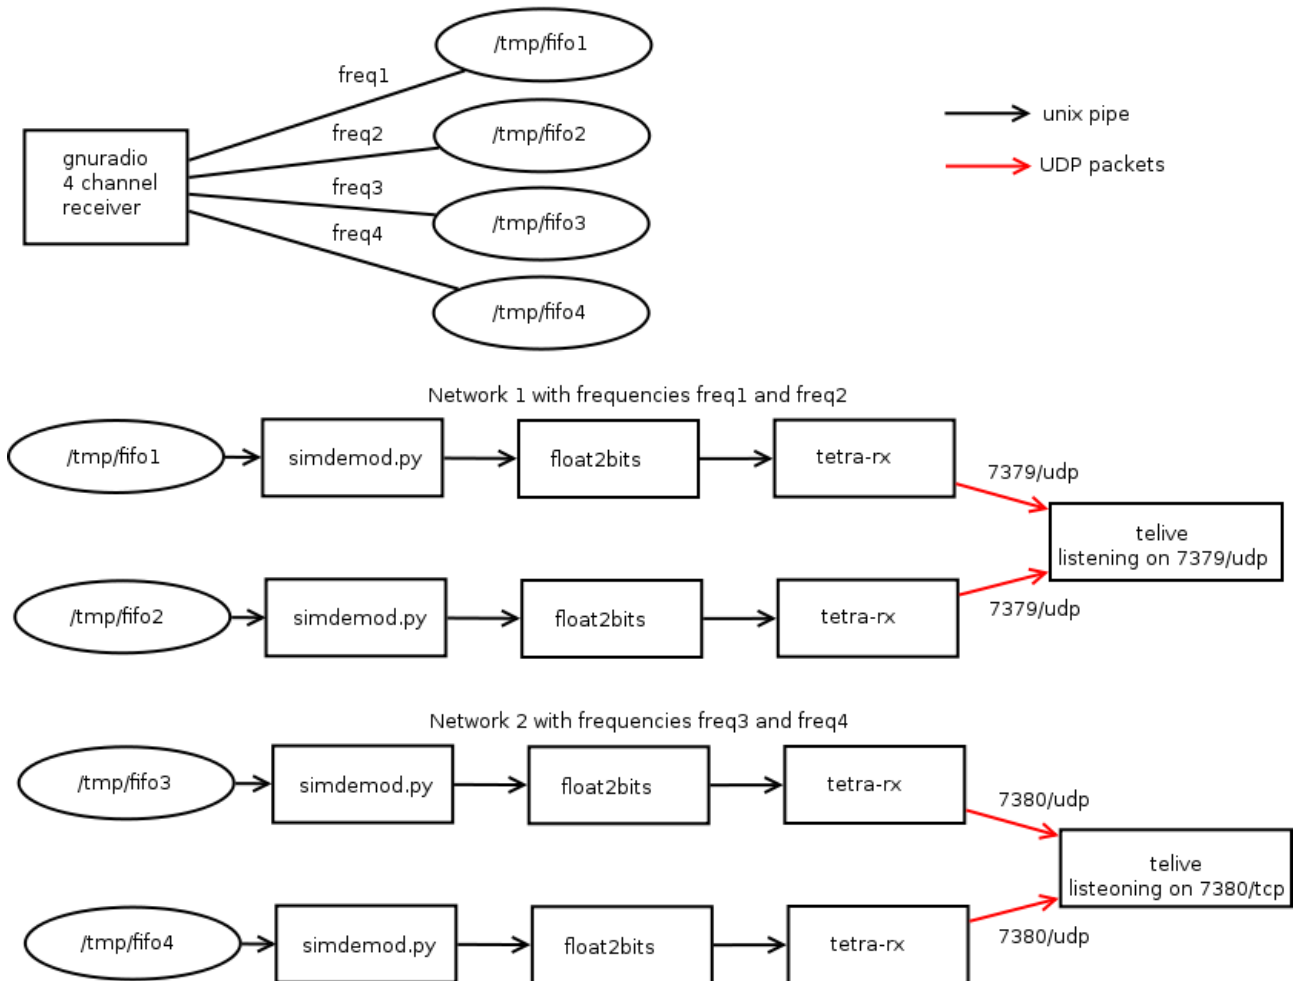 /tmp/fifo1
freq1
unix pipe
freq2
/tmp/fifo2
gnuradio
4 channel
receiver
UDP packets
freq3
/tmp/fifo3
freq4
/tmp/fifo4
Network 1 with frequencies freq1 and freq2
/tmp/fifo1
simdemod.py
float2bits
tetra-rx
7379/udp
telive
listening on 7379/udp
/tmp/fifo2
simdemod.py
float2bits
tetra-rx
7379/udp
Network 2 with frequencies freq3 and freq4
/tmp/fifo3
simdemod.py
float2bits
tetra-rx
7380/udp
telive
listeoning on 7380/tcp
/tmp/fifo4
simdemod.py
float2bits
tetra-rx
7380/udp